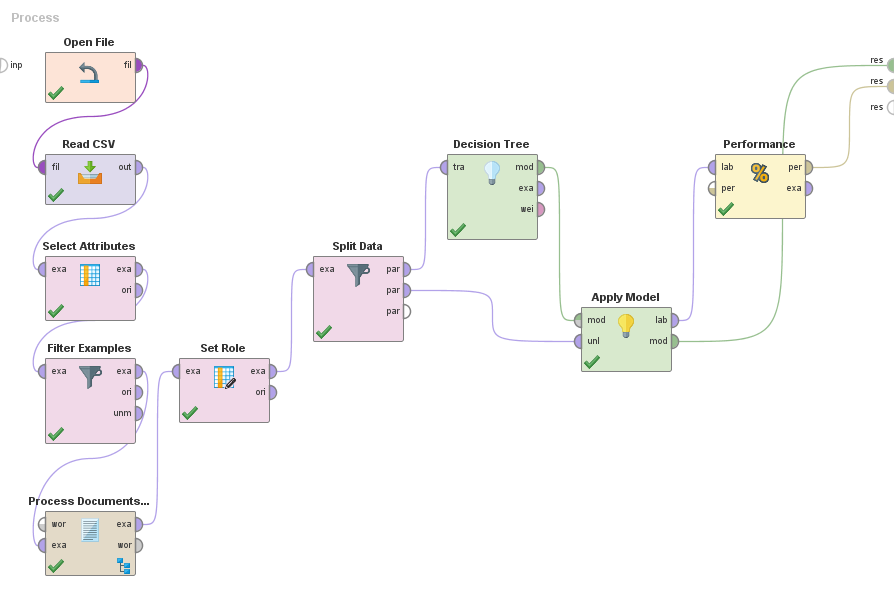 Process
inp
Open File
fil
Read CSV
fil out
Select Attributes
exa exa
ori
Filter Examples
exa exa
ori
unm
Process Documents...
wor exa
exa wor
Set Role
exa exa
ori
Split Data
exa par
par
par
Decision Tree
tra mod
exa
wei
Apply Model
mod lab
unl mod
Performance
lab per
per exa
%
res
res
res